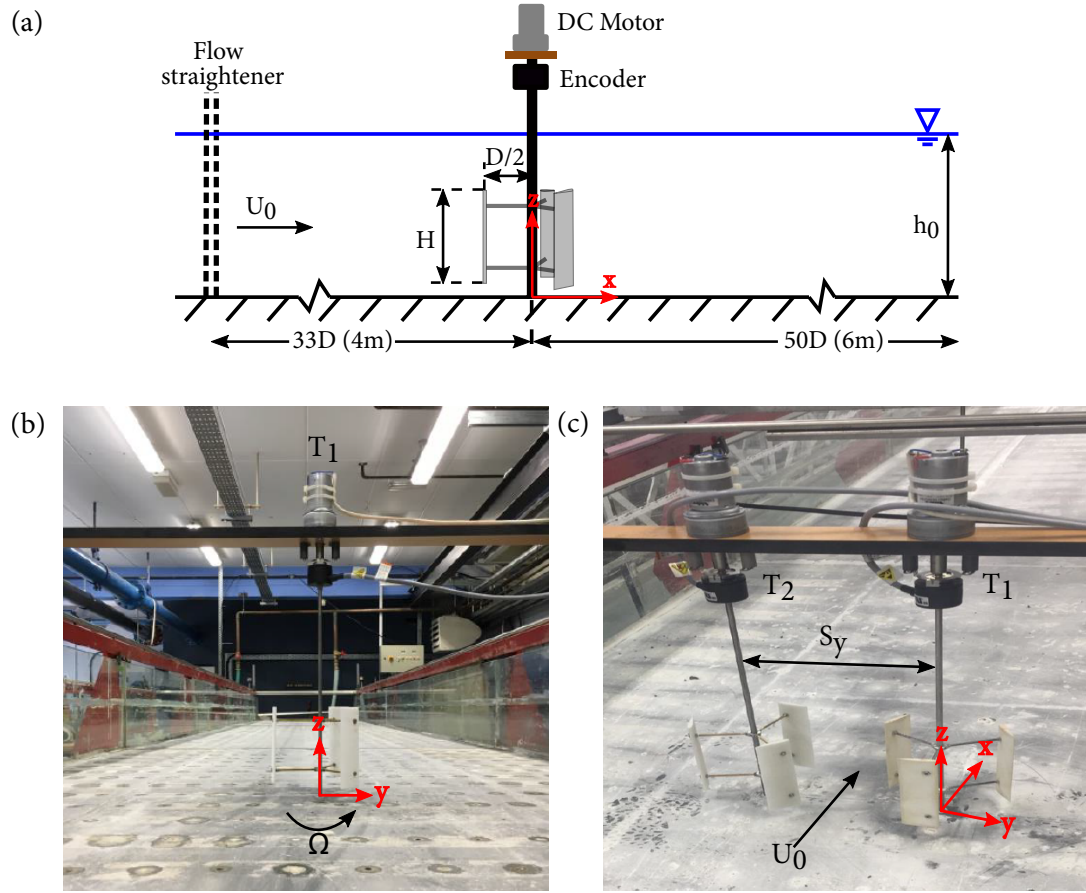 (a)
DC Motor
Flow
straightener
Encoder
D/2
z
U0
H
h0
x
33D (4m)
50D (6m)
(b)
T1
z
y
Ω
(c)
T2
T1
Sy
z
x
y
U0